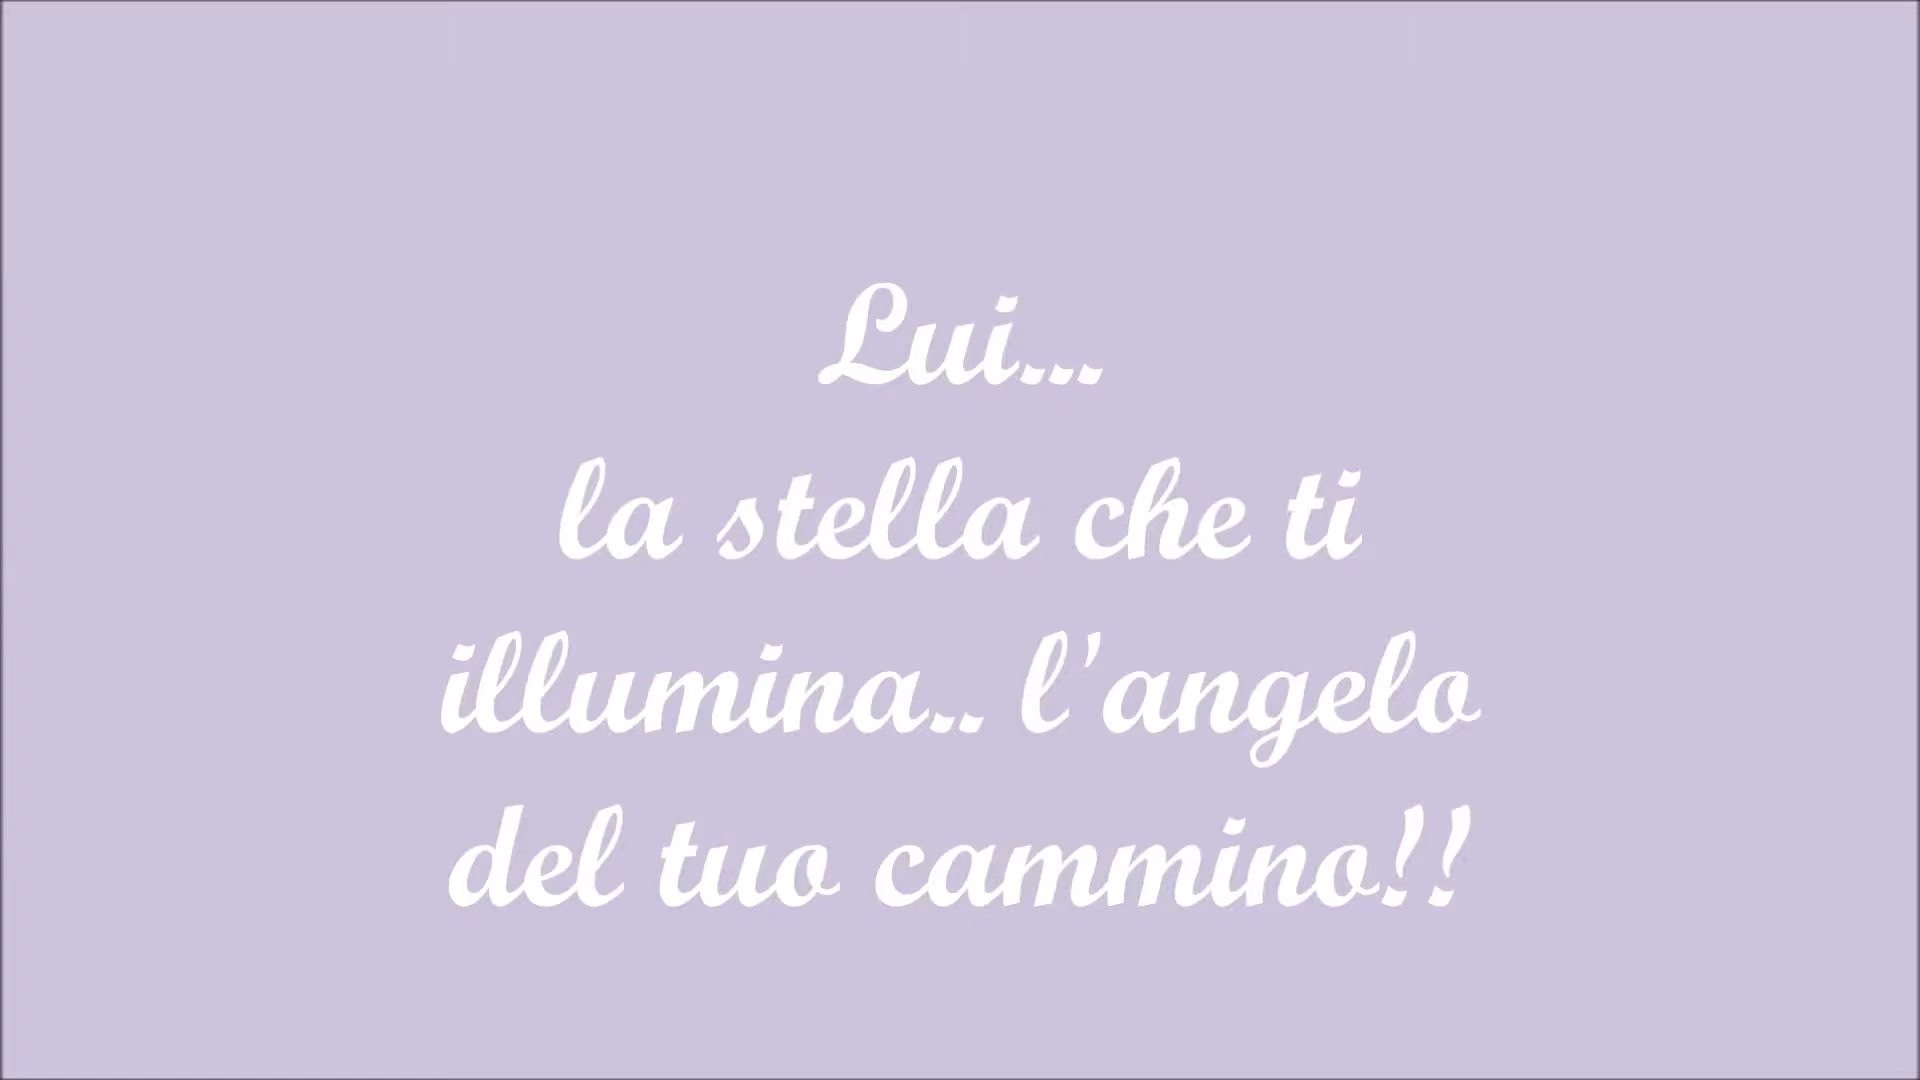 Lui...
la stella che ti
illumina.. l'angelo
del tuo cammino!!